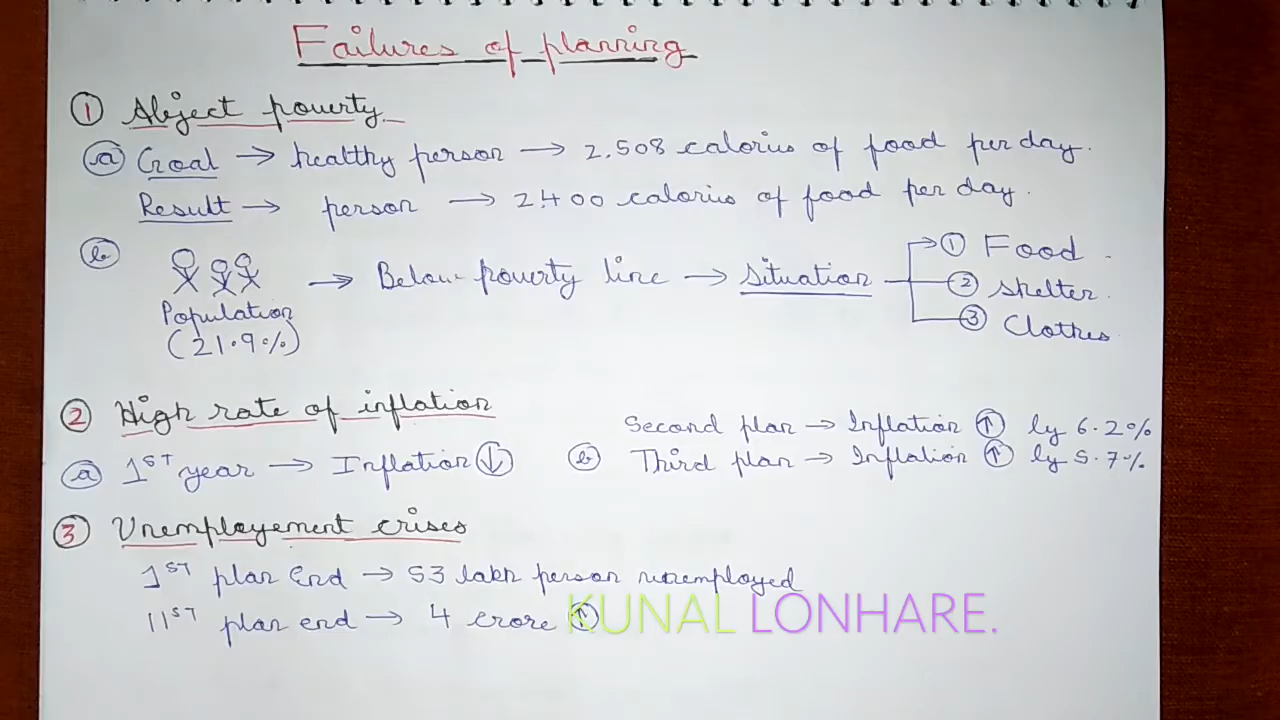 Failures of planning
① Abject poverty
ⓐ Goal → healthy person → 2,508 calories of food per day.
Result → person → 2400 calories of food per day.
ⓑ → Below poverty line → Situation → ① Food
② Shelter.
③ Clothes
Population
(21.9%)
② High rate of inflation
ⓐ 1ST year → Inflation ↓
ⓑ Second plan → Inflation ↑ by 6.2%
Third plan → Inflation ↑ by 5.7%
③ Unemployement crises
1ST plan End → 53 lakh person unemployed
11ST plan end → 4 crore ↑
KUNAL LONHARE.